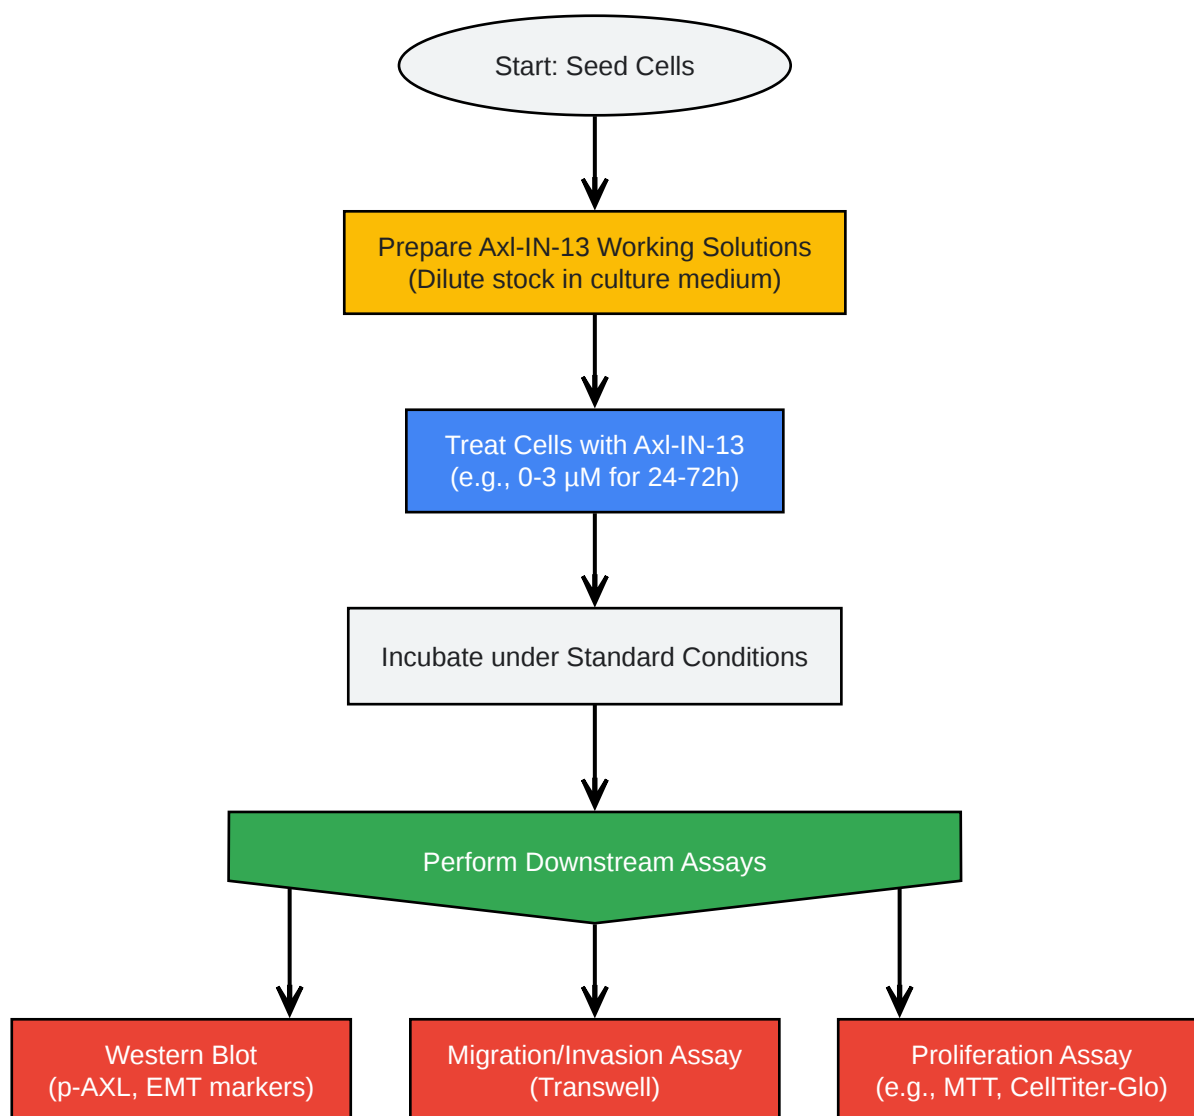 Start: Seed Cells
Prepare Axl-IN-13 Working Solutions
(Dilute stock in culture medium)
Treat Cells with Axl-IN-13
(e.g., 0-3 µM for 24-72h)
Incubate under Standard Conditions
Perform Downstream Assays
Western Blot
(p-AXL, EMT markers)
Migration/Invasion Assay
(Transwell)
Proliferation Assay
(e.g., MTT, CellTiter-Glo)